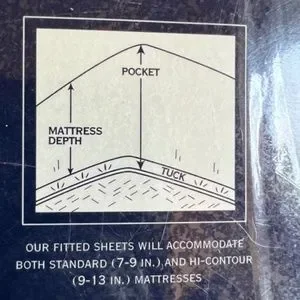 POCKET
MATTRESS
DEPTH
TUCK
OUR FITTED SHEETS WILL ACCOMMODATE
BOTH STANDARD (7-9 IN.) AND HI-CONTOUR
(9-13 IN.) MATTRESSES